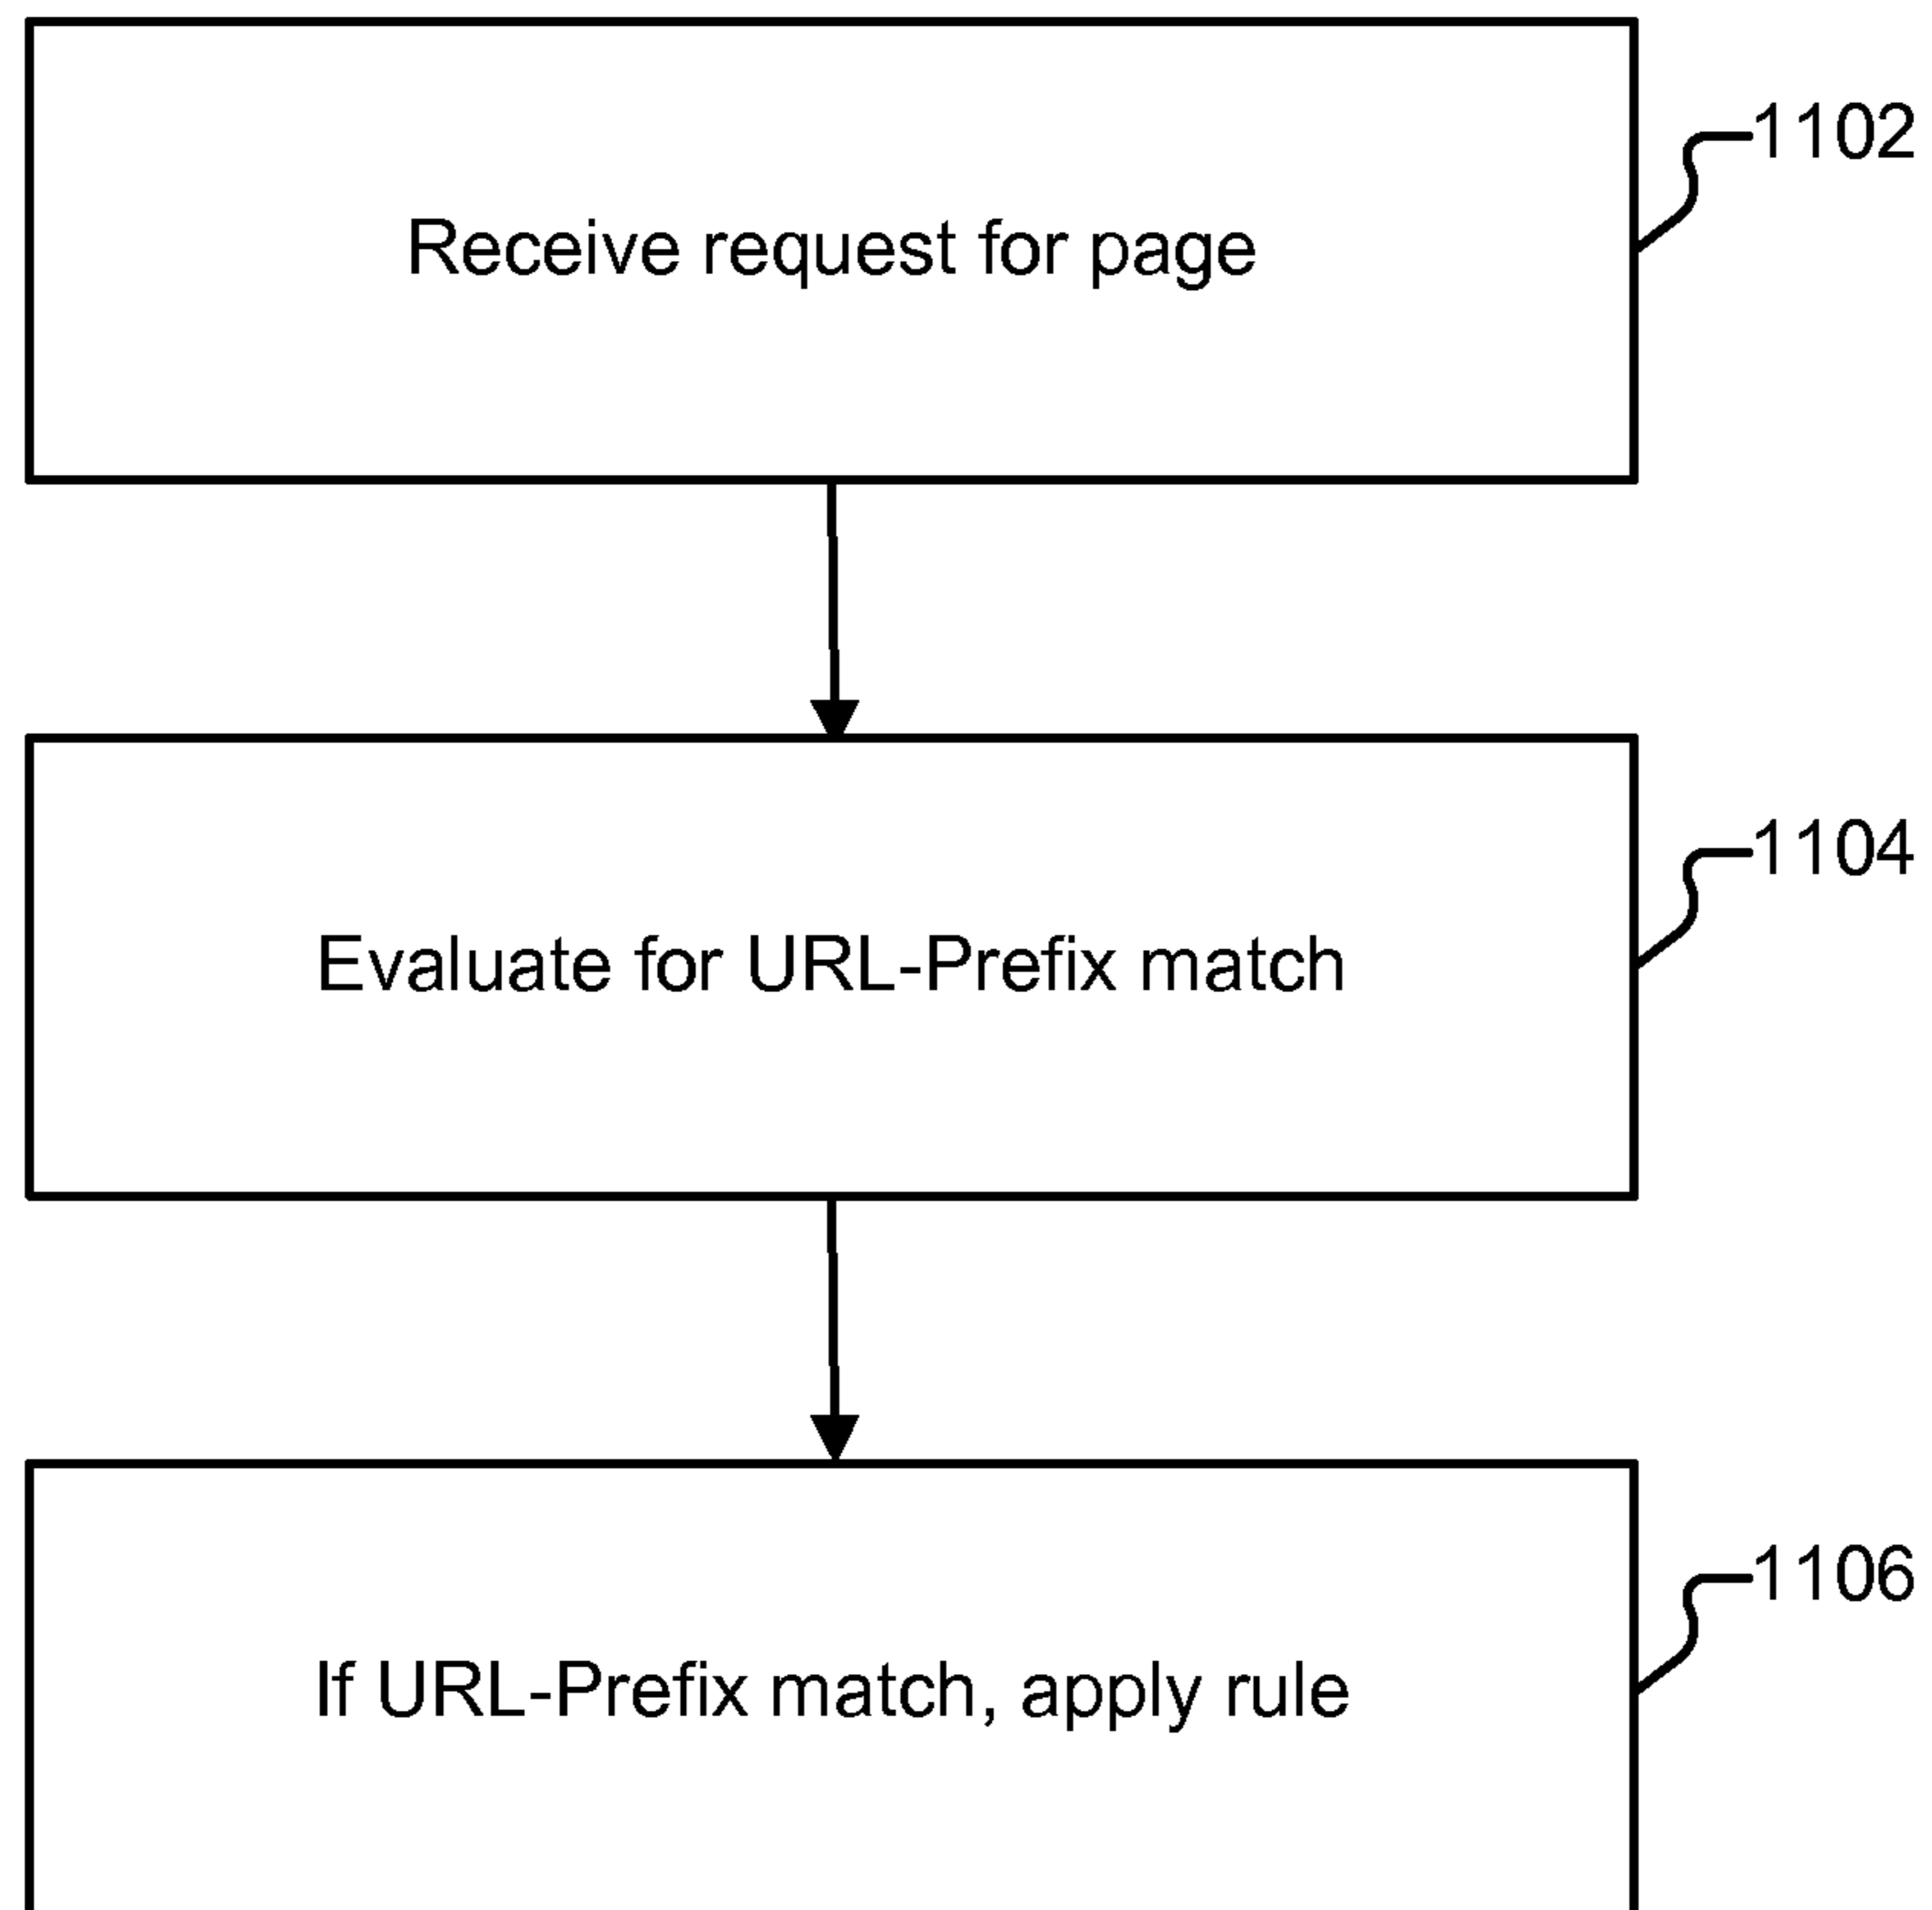 1102
Receive request for page
1104
Evaluate for URL-Prefix match
1106
If URL-Prefix match, apply rule